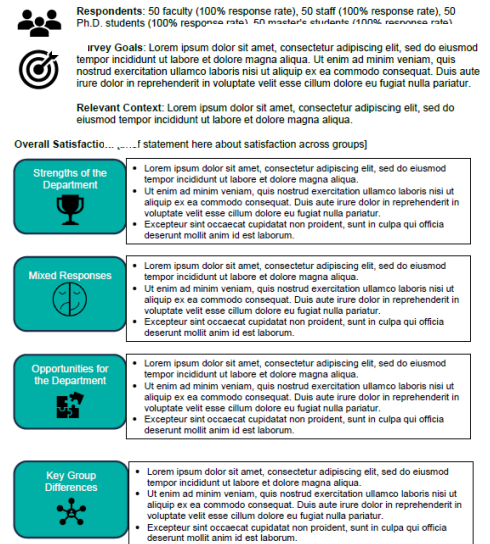 Respondents: 50 faculty (100% response rate), 50 staff (100% response rate), 50
Ph.D. students (100% response rate), 50 master's students (100% response rate)
rvey Goals: Lorem ipsum dolor sit amet, consectetur adipiscing elit, sed do eiusmod
tempor incididunt ut labore et dolore magna aliqua. Ut enim ad minim veniam, quis
nostrud exercitation ullamco laboris nisi ut aliquip ex ea commodo consequat. Duis aute
irure dolor in reprehenderit in voluptate velit esse cillum dolore eu fugiat nulla pariatur.
Relevant Context: Lorem ipsum dolor sit amet, consectetur adipiscing elit, sed do
eiusmod tempor incididunt ut labore et dolore magna aliqua.
Overall Satisfactio... statement here about satisfaction across groups]
Strengths of the
Department
• Lorem ipsum dolor sit amet, consectetur adipiscing elit, sed do eiusmod
tempor incididunt ut labore et dolore magna aliqua.
• Ut enim ad minim veniam, quis nostrud exercitation ullamco laboris nisi ut
aliquip ex ea commodo consequat. Duis aute irure dolor in reprehenderit in
voluptate velit esse cillum dolore eu fugiat nulla pariatur.
• Excepteur sint occaecat cupidatat non proident, sunt in culpa qui officia
deserunt mollit anim id est laborum.
Mixed Responses
• Lorem ipsum dolor sit amet, consectetur adipiscing elit, sed do eiusmod
tempor incididunt ut labore et dolore magna aliqua.
• Ut enim ad minim veniam, quis nostrud exercitation ullamco laboris nisi ut
aliquip ex ea commodo consequat. Duis aute irure dolor in reprehenderit in
voluptate velit esse cillum dolore eu fugiat nulla pariatur.
• Excepteur sint occaecat cupidatat non proident, sunt in culpa qui officia
deserunt mollit anim id est laborum.
Opportunities for
the Department
• Lorem ipsum dolor sit amet, consectetur adipiscing elit, sed do eiusmod
tempor incididunt ut labore et dolore magna aliqua.
• Ut enim ad minim veniam, quis nostrud exercitation ullamco laboris nisi ut
aliquip ex ea commodo consequat. Duis aute irure dolor in reprehenderit in
voluptate velit esse cillum dolore eu fugiat nulla pariatur.
• Excepteur sint occaecat cupidatat non proident, sunt in culpa qui officia
deserunt mollit anim id est laborum.
Key Group
Differences
• Lorem ipsum dolor sit amet, consectetur adipiscing elit, sed do eiusmod
tempor incididunt ut labore et dolore magna aliqua.
• Ut enim ad minim veniam, quis nostrud exercitation ullamco laboris nisi ut
aliquip ex ea commodo consequat. Duis aute irure dolor in reprehenderit in
voluptate velit esse cillum dolore eu fugiat nulla pariatur.
• Excepteur sint occaecat cupidatat non proident, sunt in culpa qui officia
deserunt mollit anim id est laborum.